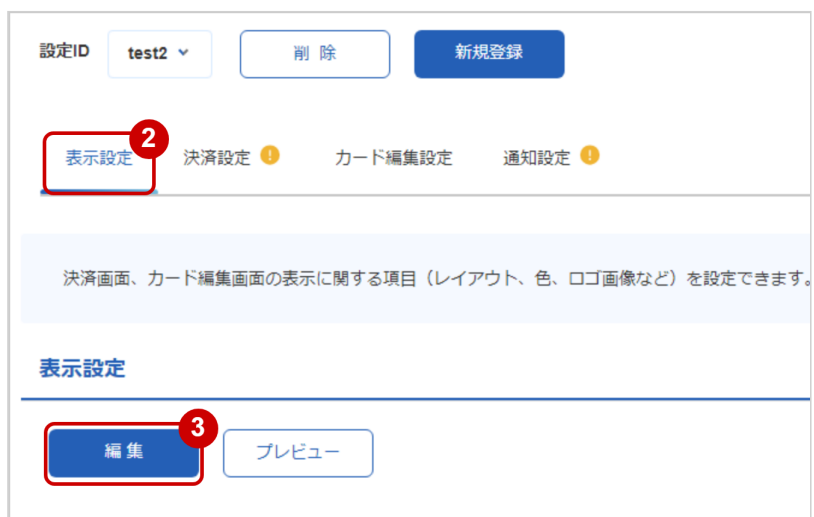 設定ID test2 削 除 新規登録
2
表示設定 決済設定 ! カード編集設定 通知設定 !
決済画面、カード編集画面の表示に関する項目（レイアウト、色、ロゴ画像など）を設定できます。
表示設定
3
編 集 プレビュー